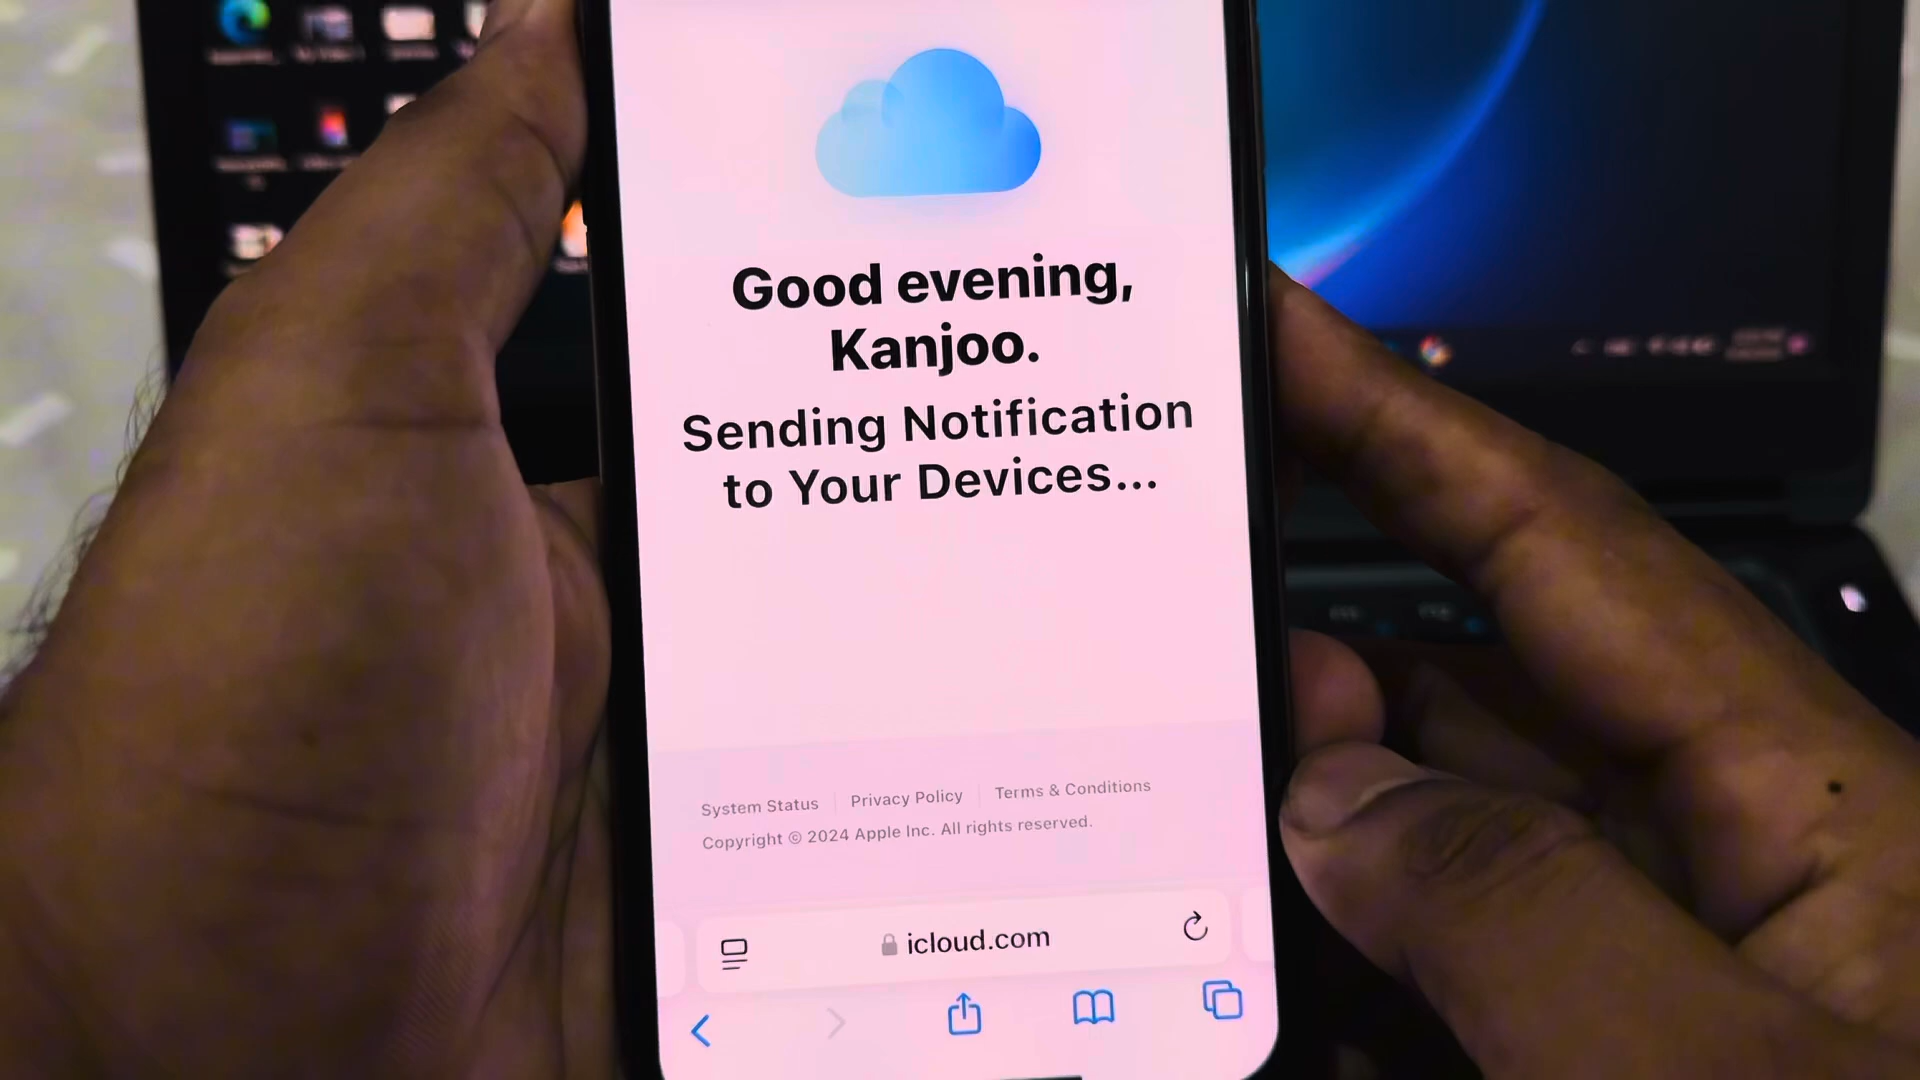 Good evening,
Kanjoo.
Sending Notification
to Your Devices...
System Status Privacy Policy Terms & Conditions
Copyright © 2024 Apple Inc. All rights reserved.
icloud.com